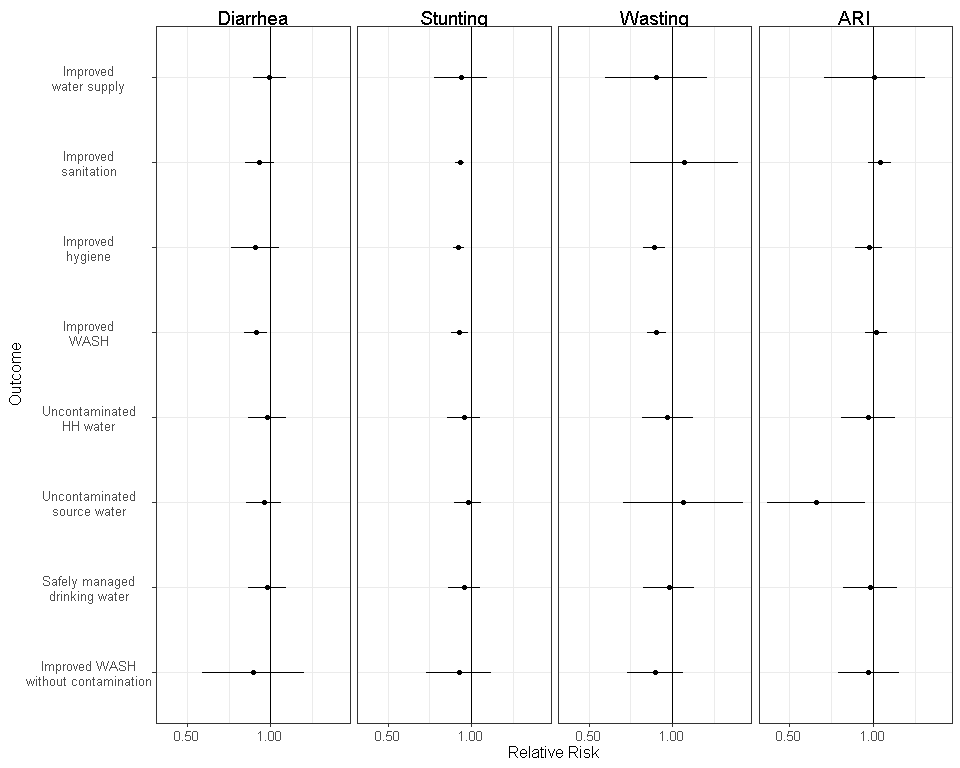 Diarrhea Stunting Wasting ARI
Improved
water supply
Improved
sanitation
Improved
hygiene
Improved
WASH
Uncontaminated
HH water
Uncontaminated
source water
Safely managed
drinking water
Improved WASH
without contamination
Outcome
0.50 1.00 0.50 1.00 0.50 1.00 0.50 1.00
Relative Risk